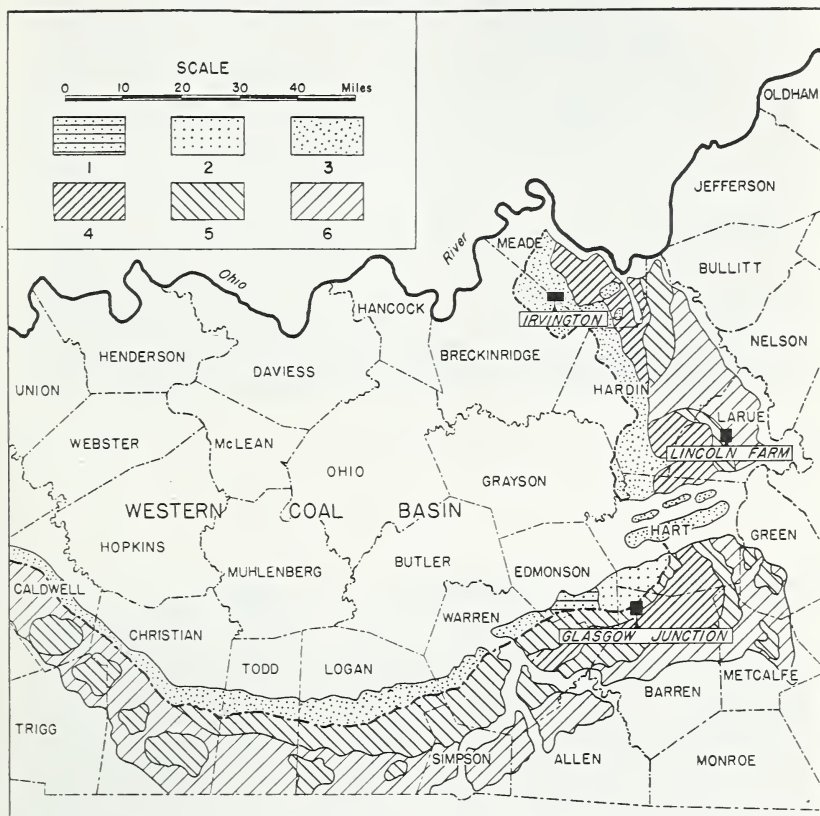 SCALE
0 10 20 30 40 Miles
1 2 3
4 5 6
OLDHAM
JEFFERSON
River
MEADE
BULLITT
Ohio
HANCOCK
IRVINGTON
NELSON
HENDERSON
BRECKINRIDGE
DAVIESS
UNION
HARDIN
LARUE
WEBSTER
McLEAN
LINCOLN FARM
OHIO
GRAYSON
WESTERN COAL BASIN
HART
GREEN
HOPKINS
BUTLER
EDMONSON
MUHLENBERG
CALDWELL
WARREN
CHRISTIAN
GLASGOW JUNCTION
TODD
LOGAN
METCALFE
BARREN
TRIGG
SIMPSON
ALLEN
MONROE